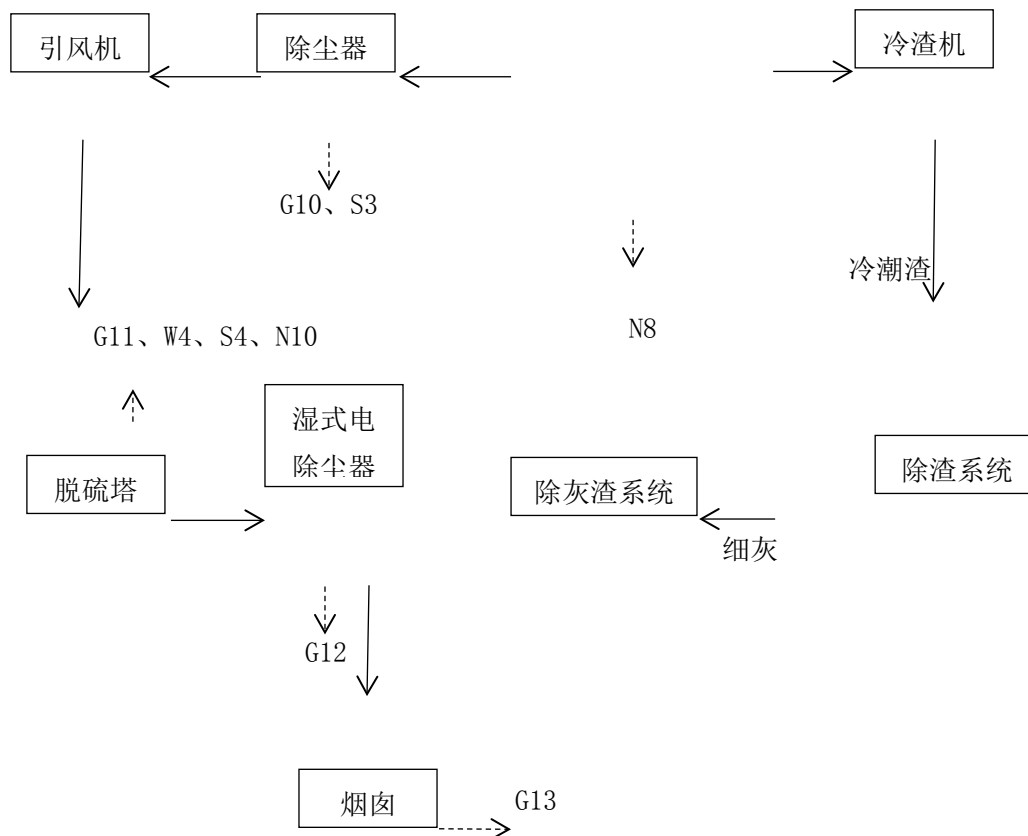 引风机
除尘器
冷渣机
G10、S3
冷潮渣
G11、W4、S4、N10
N8
湿式电
除尘器
脱硫塔
除灰渣系统
除渣系统
细灰
G12
烟囱
G13